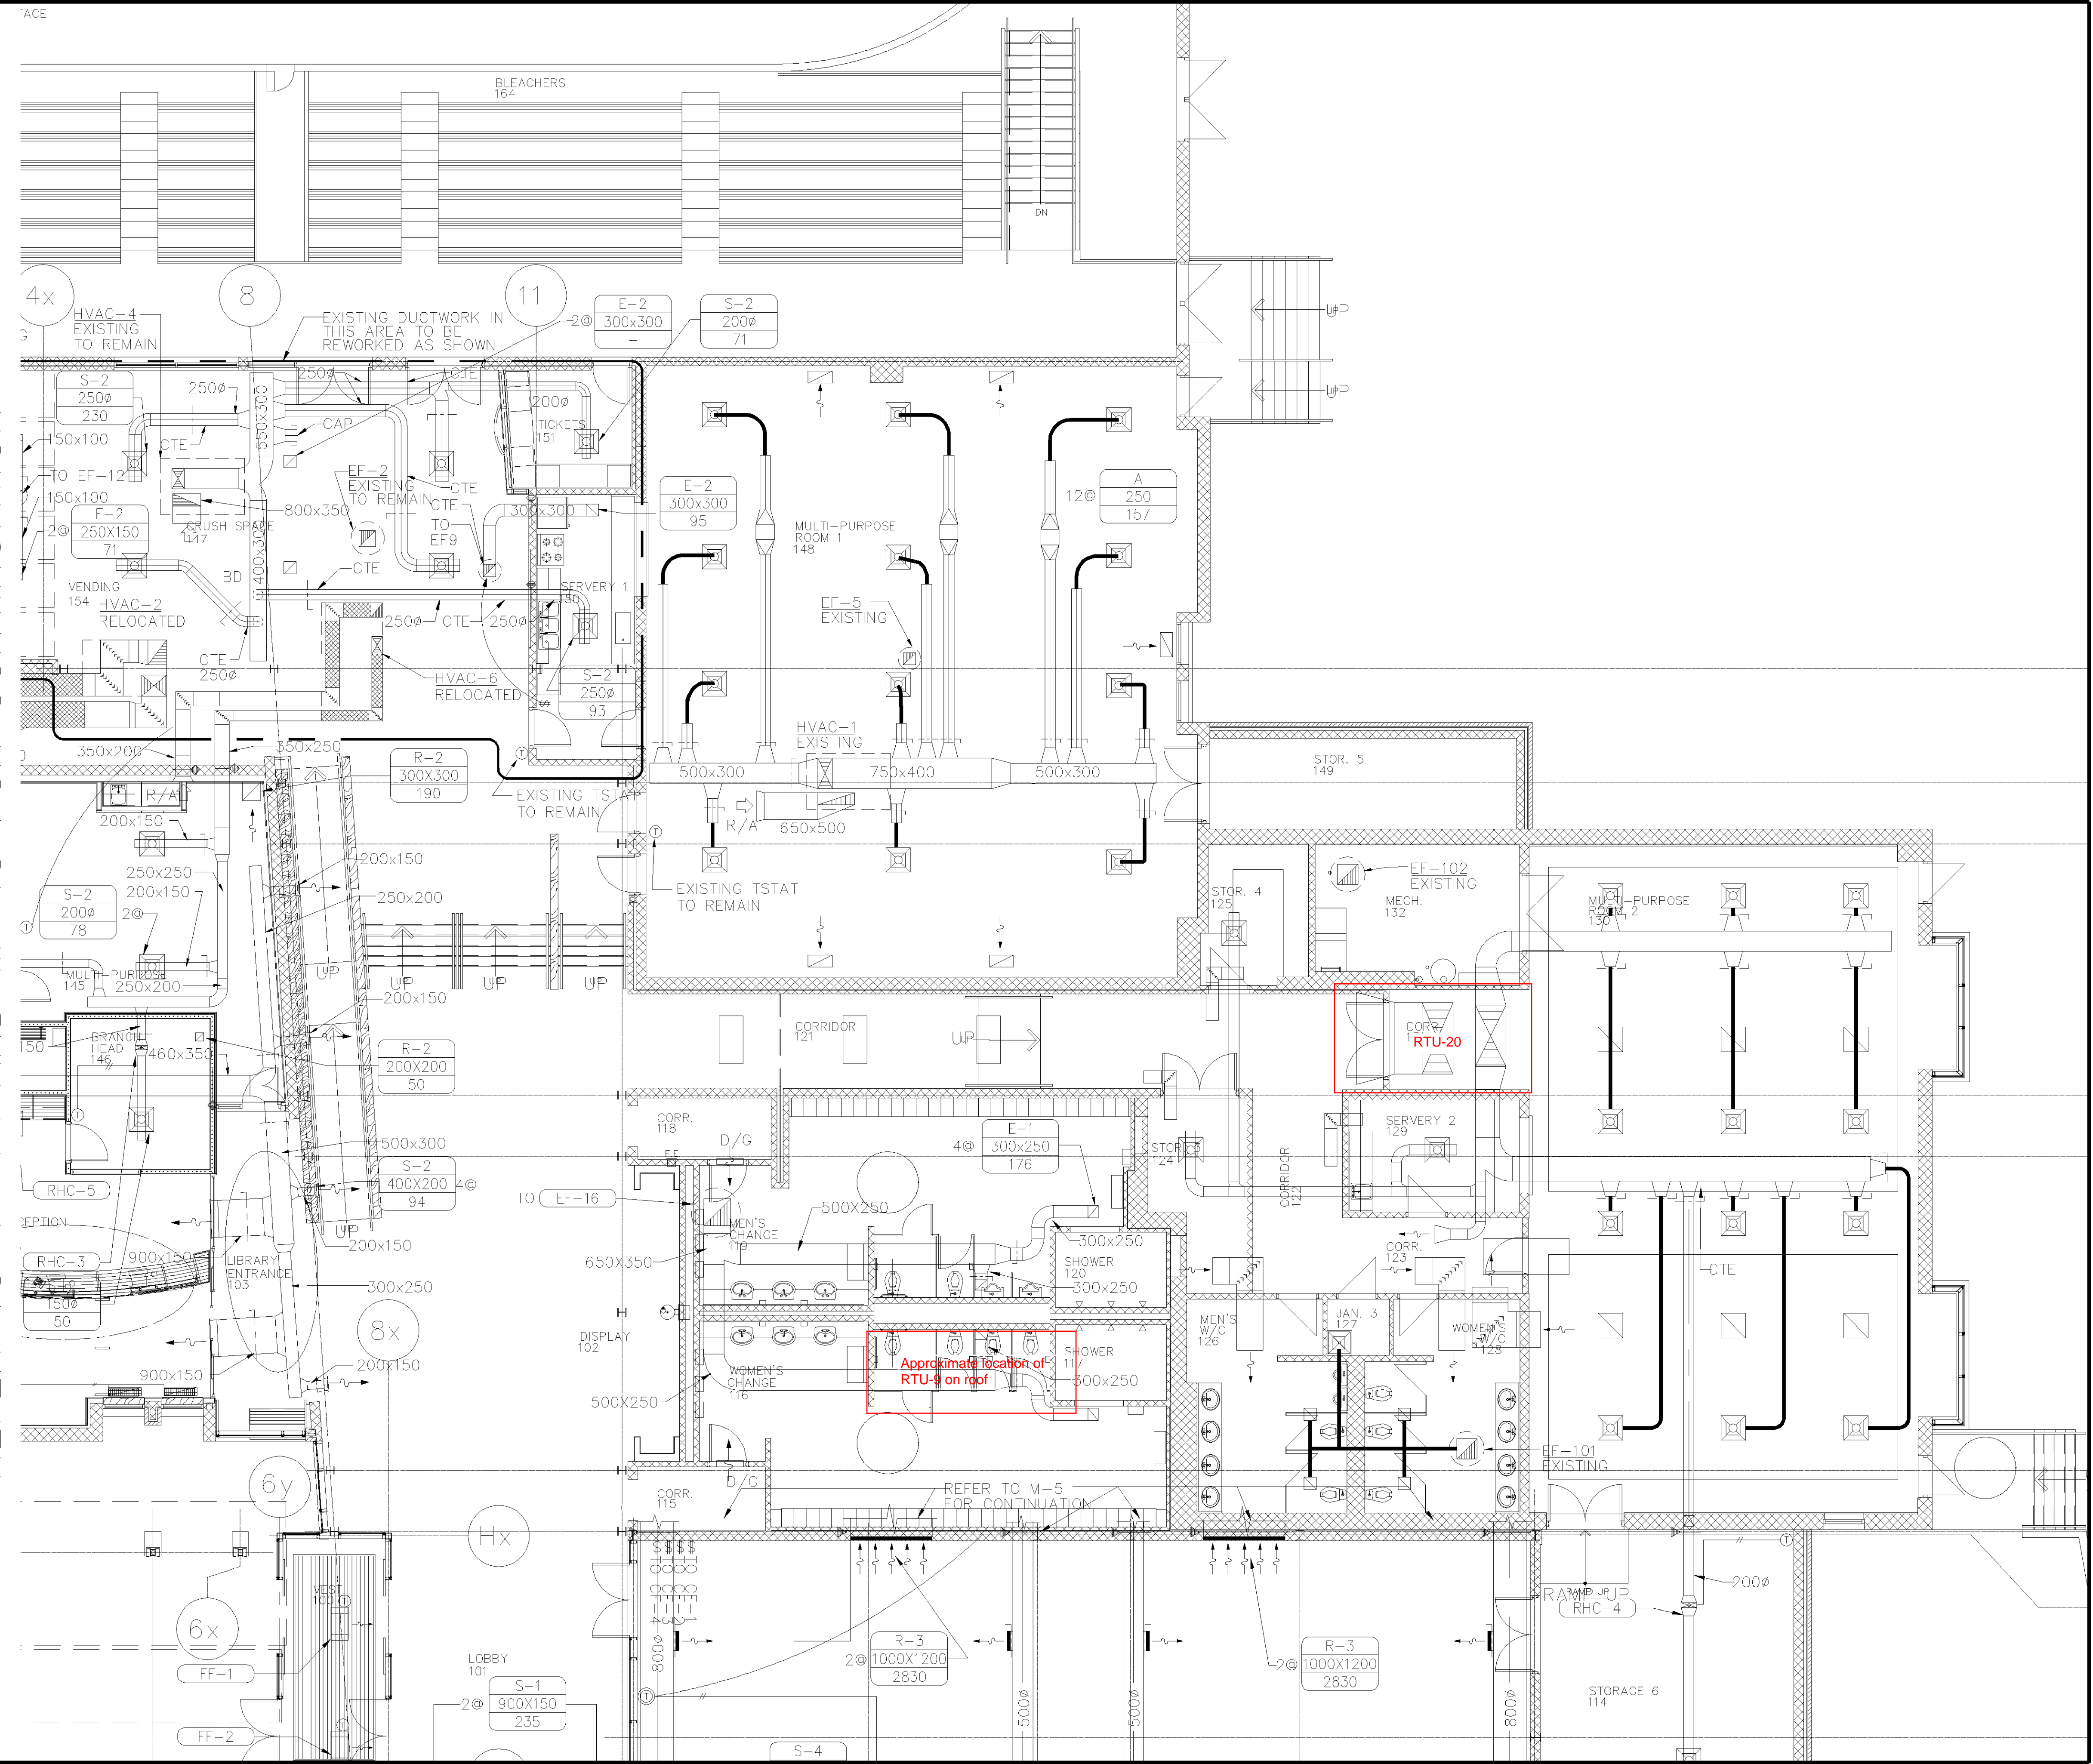 BLEACHERS
164
DN
4x
8
11
HVAC-4
EXISTING
TO REMAIN
EXISTING DUCTWORK IN
THIS AREA TO BE
REWORKED AS SHOWN
2@
E-2
300x300
-
S-2
200ø
71
UP
UP
S-2
250ø
230
250ø
250ø
CTE
550x300
200ø
TICKETS
151
CAP
150x100
CTE
TO EF-12
150x100
EF-2
EXISTING
TO REMAIN
CTE
CTE
TO
EF9
300x300
E-2
300x300
95
800x350
CRUSH SPACE
147
2@
E-2
250X150
71
MULTI-PURPOSE
ROOM 1
148
12@
A
250
157
BD
400x300
CTE
VENDING
154
HVAC-2
RELOCATED
SERVERY 1
150
250ø
CTE
250ø
EF-5
EXISTING
CTE
250ø
HVAC-6
RELOCATED
S-2
250ø
93
HVAC-1
EXISTING
350x200
350x250
R-2
300X300
190
500x300
750x400
500x300
STOR. 5
149
R/A
EXISTING TSTAT
TO REMAIN
R/A
650x500
200x150
200x150
250x250
200x150
250x200
EXISTING TSTAT
TO REMAIN
S-2
200ø
78
2@
STOR. 4
125
EF-102
EXISTING
MECH.
132
MULTI-PURPOSE
ROOM 2
130
UP
UP
UP
UP
MULTI-PURPOSE
145
250x200
200x150
BRANCH
HEAD
146
460x350
R-2
200X200
50
CORRIDOR
121
UP
CORR.
RTU-20
500x300
CORR.
118
D/G
4@
E-1
300x250
176
STOR. 3
124
SERVERY 2
129
CORRIDOR
122
RHC-5
S-2
400X200
94
4@
TO
EF-16
MEN'S
CHANGE
119
500X250
300x250
UP
200x150
RHC-3
900x150
LIBRARY
ENTRANCE
103
300x250
650X350
SHOWER
120
300x250
CORR.
123
CTE
150ø
50
8x
DISPLAY
102
MEN'S
W/C
126
JAN. 3
127
WOMEN'S
W/C
128
900x150
200x150
WOMEN'S
CHANGE
116
500X250
Approximate location of
RTU-9 on roof
SHOWER
117
300x250
EF-101
EXISTING
6y
D/G
CORR.
115
REFER TO M-5
FOR CONTINUATION
Hx
VEST
100
6x
FF-1
FF-2
LOBBY
101
2@
S-1
900X150
235
800ø
2@
R-3
1000X1200
2830
500ø
500ø
2@
R-3
1000X1200
2830
800ø
RAMP UP
RAMP UP
RHC-4
200ø
STORAGE 6
114
S-4